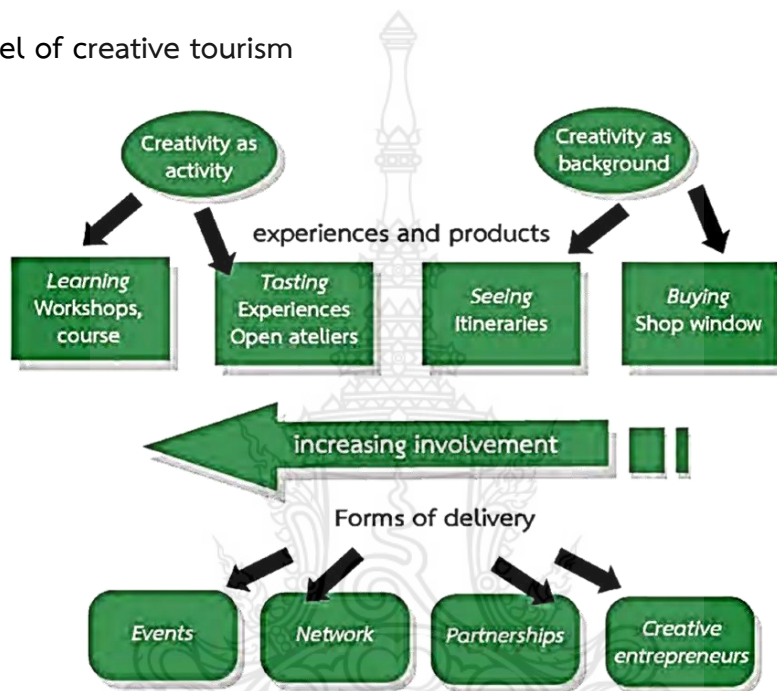 el of creative tourism
Creativity as
activity
Creativity as
background
experiences and products
Learning
Workshops,
course
Tasting
Experiences
Open ateliers
Seeing
Itineraries
Buying
Shop window
increasing involvement
Forms of delivery
Events
Network
Partnerships
Creative
entrepreneurs